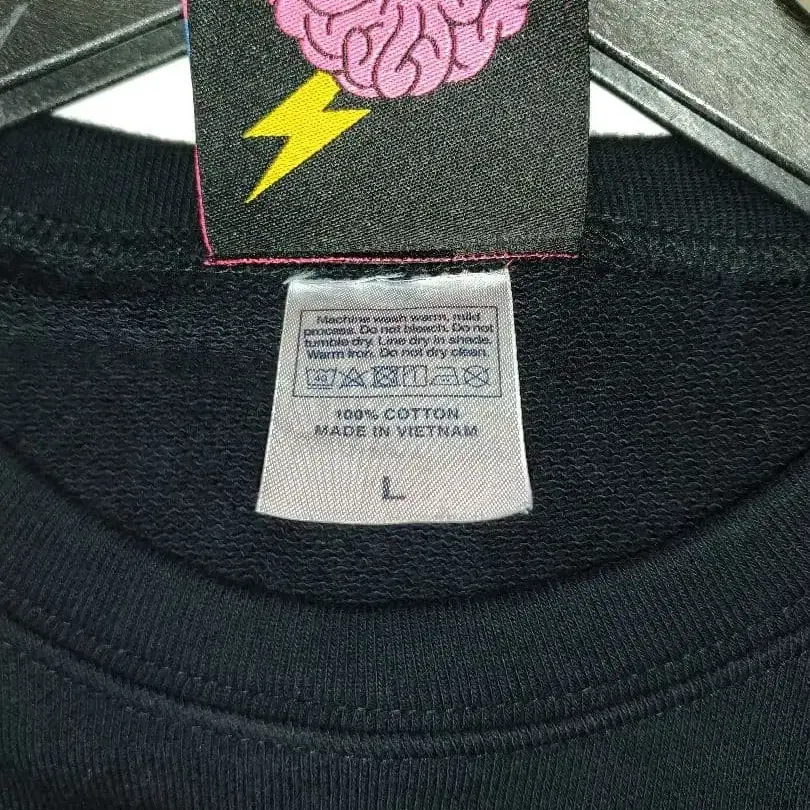 Machine wash warm, mild
process. Do not bleach. Do not
tumble dry. Line dry in shade.
Warm iron. Do not dry clean.
100% COTTON
MADE IN VIETNAM
L